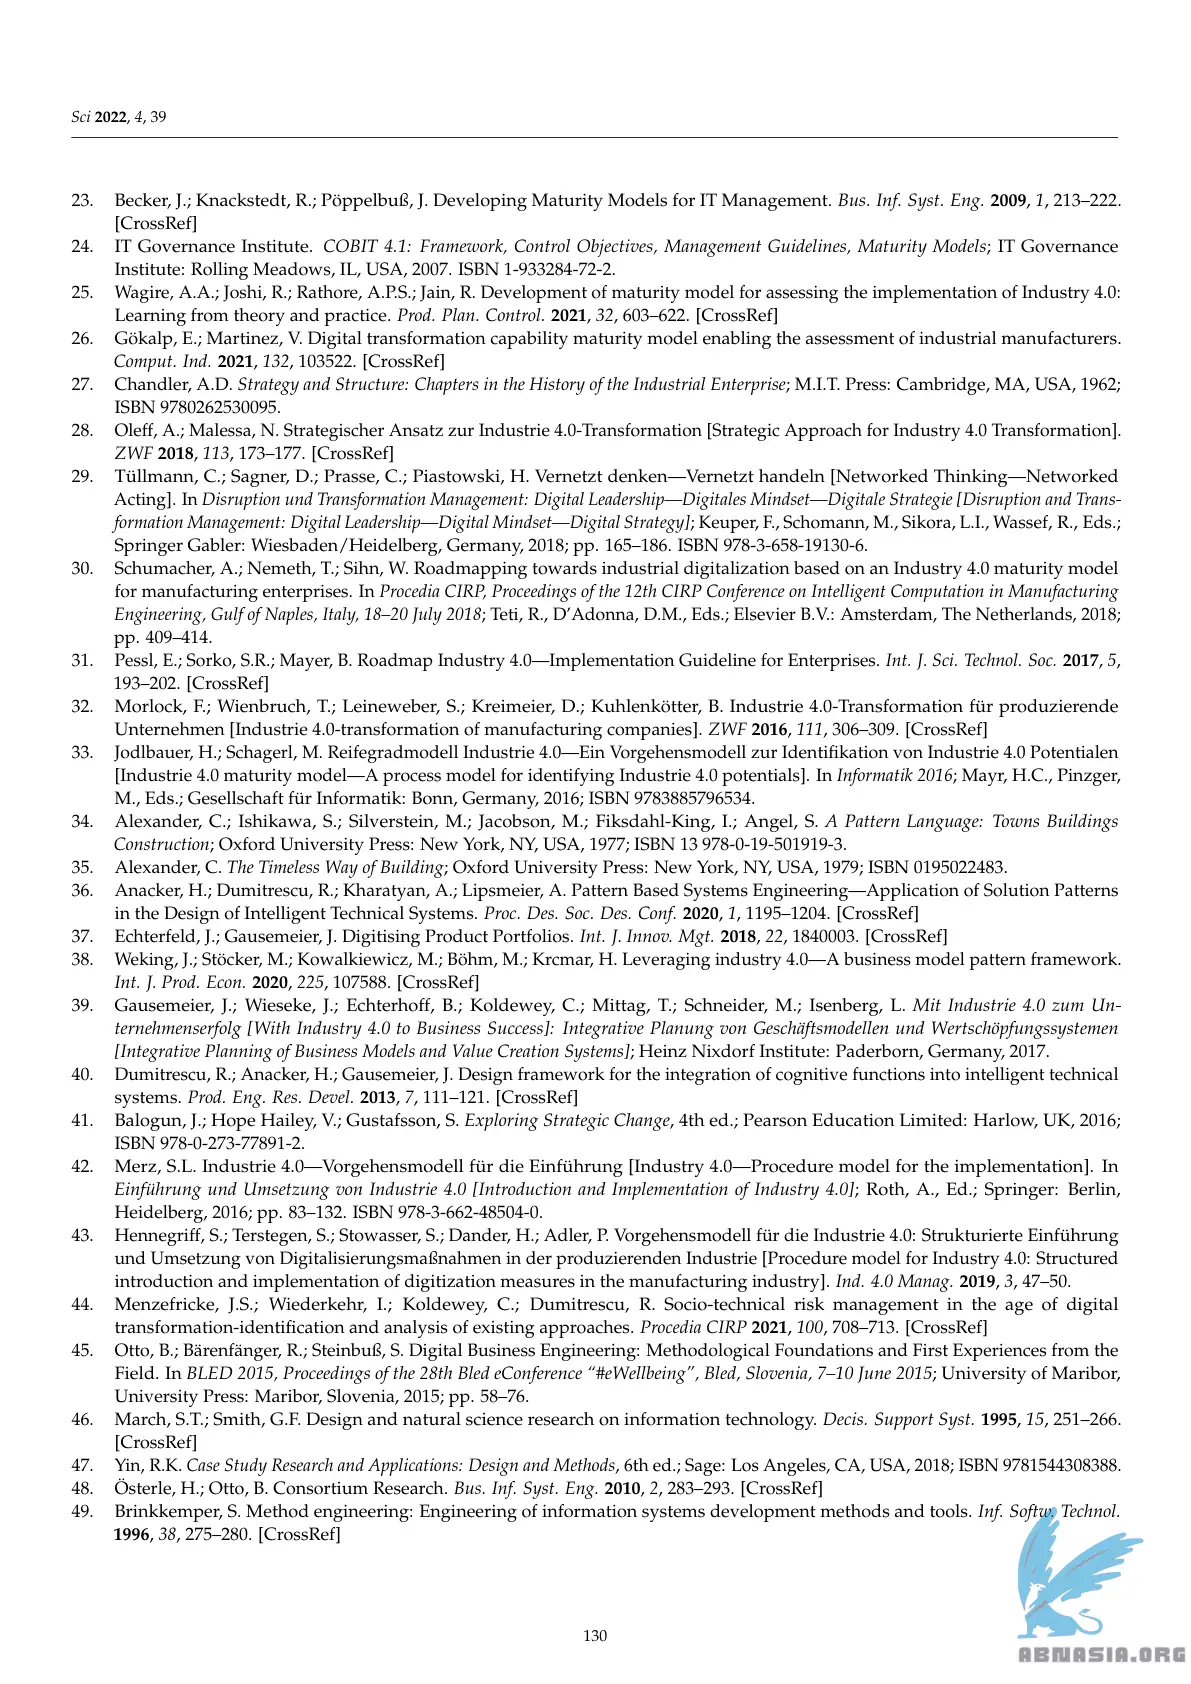 Sci 2022, 4, 39
23. Becker, J.; Knackstedt, R.; Pöppelbuß, J. Developing Maturity Models for IT Management. Bus. Inf. Syst. Eng. 2009, 1, 213–222.
[CrossRef]
24. IT Governance Institute. COBIT 4.1: Framework, Control Objectives, Management Guidelines, Maturity Models; IT Governance
Institute: Rolling Meadows, IL, USA, 2007. ISBN 1-933284-72-2.
25. Wagire, A.A.; Joshi, R.; Rathore, A.P.S.; Jain, R. Development of maturity model for assessing the implementation of Industry 4.0:
Learning from theory and practice. Prod. Plan. Control. 2021, 32, 603–622. [CrossRef]
26. Gökalp, E.; Martinez, V. Digital transformation capability maturity model enabling the assessment of industrial manufacturers.
Comput. Ind. 2021, 132, 103522. [CrossRef]
27. Chandler, A.D. Strategy and Structure: Chapters in the History of the Industrial Enterprise; M.I.T. Press: Cambridge, MA, USA, 1962;
ISBN 9780262530095.
28. Oleff, A.; Malessa, N. Strategischer Ansatz zur Industrie 4.0-Transformation [Strategic Approach for Industry 4.0 Transformation].
ZWF 2018, 113, 173–177. [CrossRef]
29. Tüllmann, C.; Sagner, D.; Prasse, C.; Piastowski, H. Vernetzt denken—Vernetzt handeln [Networked Thinking—Networked
Acting]. In Disruption und Transformation Management: Digital Leadership—Digitales Mindset—Digitale Strategie [Disruption and Trans-
formation Management: Digital Leadership—Digital Mindset—Digital Strategy]; Keuper, F., Schomann, M., Sikora, L.I., Wassef, R., Eds.;
Springer Gabler: Wiesbaden/Heidelberg, Germany, 2018; pp. 165–186. ISBN 978-3-658-19130-6.
30. Schumacher, A.; Nemeth, T.; Sihn, W. Roadmapping towards industrial digitalization based on an Industry 4.0 maturity model
for manufacturing enterprises. In Procedia CIRP, Proceedings of the 12th CIRP Conference on Intelligent Computation in Manufacturing
Engineering, Gulf of Naples, Italy, 18–20 July 2018; Teti, R., D'Adonna, D.M., Eds.; Elsevier B.V.: Amsterdam, The Netherlands, 2018;
pp. 409–414.
31. Pessl, E.; Sorko, S.R.; Mayer, B. Roadmap Industry 4.0—Implementation Guideline for Enterprises. Int. J. Sci. Technol. Soc. 2017, 5,
193–202. [CrossRef]
32. Morlock, F.; Wienbruch, T.; Leineweber, S.; Kreimeier, D.; Kuhlenkötter, B. Industrie 4.0-Transformation für produzierende
Unternehmen [Industrie 4.0-transformation of manufacturing companies]. ZWF 2016, 111, 306–309. [CrossRef]
33. Jodlbauer, H.; Schagerl, M. Reifegradmodell Industrie 4.0—Ein Vorgehensmodell zur Identifikation von Industrie 4.0 Potentialen
[Industrie 4.0 maturity model—A process model for identifying Industrie 4.0 potentials]. In Informatik 2016; Mayr, H.C., Pinzger,
M., Eds.; Gesellschaft für Informatik: Bonn, Germany, 2016; ISBN 9783885796534.
34. Alexander, C.; Ishikawa, S.; Silverstein, M.; Jacobson, M.; Fiksdahl-King, I.; Angel, S. A Pattern Language: Towns Buildings
Construction; Oxford University Press: New York, NY, USA, 1977; ISBN 13 978-0-19-501919-3.
35. Alexander, C. The Timeless Way of Building; Oxford University Press: New York, NY, USA, 1979; ISBN 0195022483.
36. Anacker, H.; Dumitrescu, R.; Kharatyan, A.; Lipsmeier, A. Pattern Based Systems Engineering—Application of Solution Patterns
in the Design of Intelligent Technical Systems. Proc. Des. Soc. Des. Conf. 2020, 1, 1195–1204. [CrossRef]
37. Echterfeld, J.; Gausemeier, J. Digitising Product Portfolios. Int. J. Innov. Mgt. 2018, 22, 1840003. [CrossRef]
38. Weking, J.; Stöcker, M.; Kowalkiewicz, M.; Böhm, M.; Krcmar, H. Leveraging industry 4.0—A business model pattern framework.
Int. J. Prod. Econ. 2020, 225, 107588. [CrossRef]
39. Gausemeier, J.; Wieseke, J.; Echterhoff, B.; Koldewey, C.; Mittag, T.; Schneider, M.; Isenberg, L. Mit Industrie 4.0 zum Un-
ternehmenserfolg [With Industry 4.0 to Business Success]: Integrative Planung von Geschäftsmodellen und Wertschöpfungssystemen
[Integrative Planning of Business Models and Value Creation Systems]; Heinz Nixdorf Institute: Paderborn, Germany, 2017.
40. Dumitrescu, R.; Anacker, H.; Gausemeier, J. Design framework for the integration of cognitive functions into intelligent technical
systems. Prod. Eng. Res. Devel. 2013, 7, 111–121. [CrossRef]
41. Balogun, J.; Hope Hailey, V.; Gustafsson, S. Exploring Strategic Change, 4th ed.; Pearson Education Limited: Harlow, UK, 2016;
ISBN 978-0-273-77891-2.
42. Merz, S.L. Industrie 4.0—Vorgehensmodell für die Einführung [Industry 4.0—Procedure model for the implementation]. In
Einführung und Umsetzung von Industrie 4.0 [Introduction and Implementation of Industry 4.0]; Roth, A., Ed.; Springer: Berlin,
Heidelberg, 2016; pp. 83–132. ISBN 978-3-662-48504-0.
43. Hennegriff, S.; Terstegen, S.; Stowasser, S.; Dander, H.; Adler, P. Vorgehensmodell für die Industrie 4.0: Strukturierte Einführung
und Umsetzung von Digitalisierungsmaßnahmen in der produzierenden Industrie [Procedure model for Industry 4.0: Structured
introduction and implementation of digitization measures in the manufacturing industry]. Ind. 4.0 Manag. 2019, 3, 47–50.
44. Menzefricke, J.S.; Wiederkehr, I.; Koldewey, C.; Dumitrescu, R. Socio-technical risk management in the age of digital
transformation-identification and analysis of existing approaches. Procedia CIRP 2021, 100, 708–713. [CrossRef]
45. Otto, B.; Bärenfänger, R.; Steinbuß, S. Digital Business Engineering: Methodological Foundations and First Experiences from the
Field. In BLED 2015, Proceedings of the 28th Bled eConference “#eWellbeing”, Bled, Slovenia, 7–10 June 2015; University of Maribor,
University Press: Maribor, Slovenia, 2015; pp. 58–76.
46. March, S.T.; Smith, G.F. Design and natural science research on information technology. Decis. Support Syst. 1995, 15, 251–266.
[CrossRef]
47. Yin, R.K. Case Study Research and Applications: Design and Methods, 6th ed.; Sage: Los Angeles, CA, USA, 2018; ISBN 9781544308388.
48. Österle, H.; Otto, B. Consortium Research. Bus. Inf. Syst. Eng. 2010, 2, 283–293. [CrossRef]
49. Brinkkemper, S. Method engineering: Engineering of information systems development methods and tools. Inf. Softw. Technol.
1996, 38, 275–280. [CrossRef]
130
ABNASIA.ORG